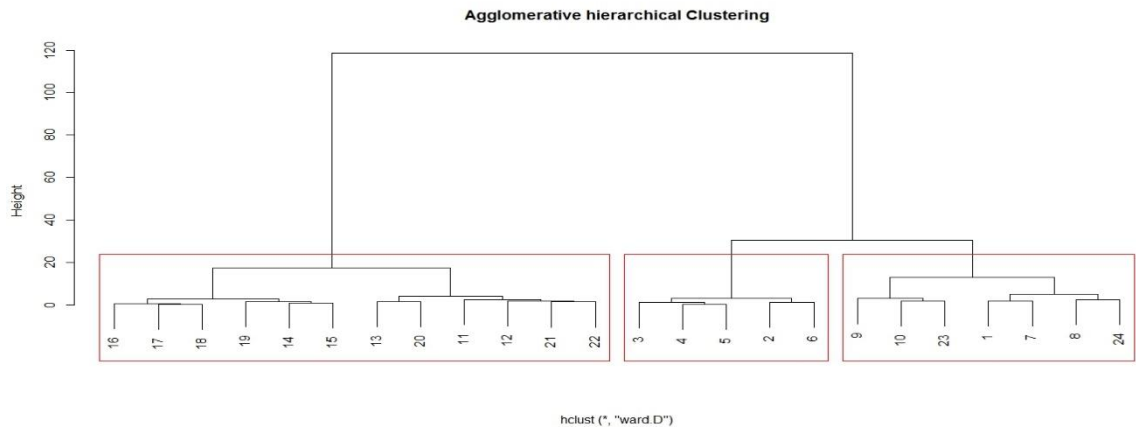 Agglomerative hierarchical Clustering
120
100
80
60
40
20
0
Height
16 17 18 19 14 15 13 20 11 12 21 22 3 4 5 2 6 9 10 23 1 7 8 24
hclust (*, "ward.D")